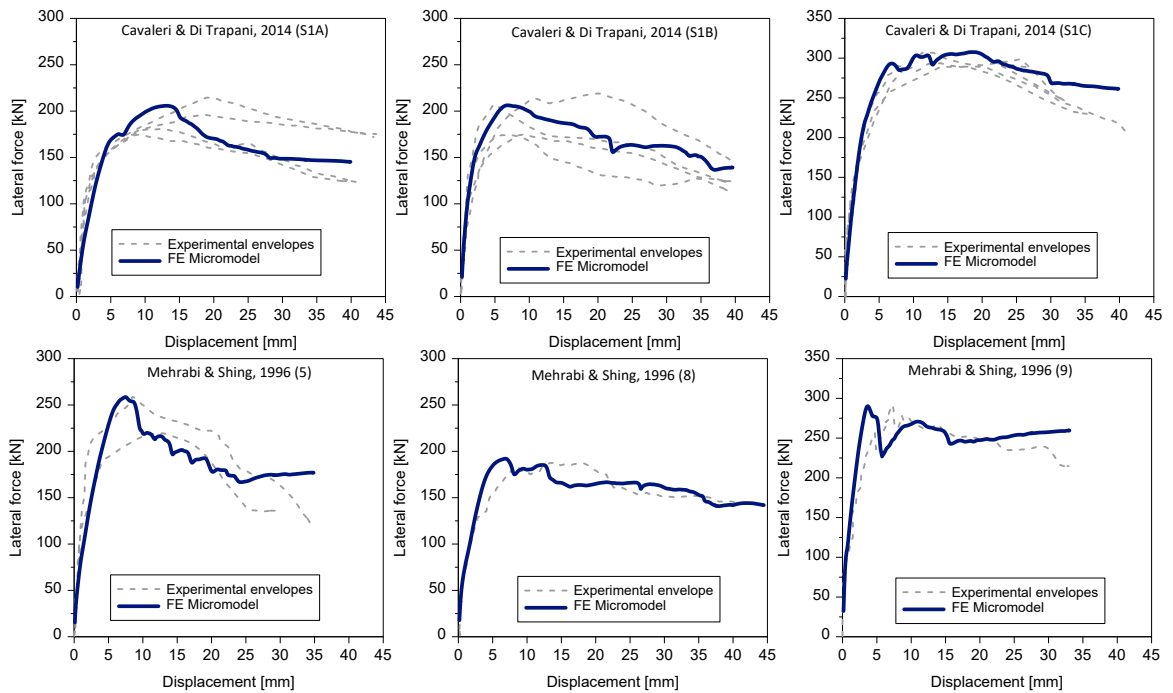 Cavaleri & Di Trapani, 2014 (S1A)
Lateral force [kN]
300
250
200
150
100
50
0
Experimental envelopes
FE Micromodel
0 5 10 15 20 25 30 35 40 45
Displacement [mm]
Cavaleri & Di Trapani, 2014 (S1B)
Lateral force [kN]
300
250
200
150
100
50
0
Experimental envelopes
FE Micromodel
0 5 10 15 20 25 30 35 40 45
Displacement [mm]
Cavaleri & Di Trapani, 2014 (S1C)
Lateral force [kN]
350
300
250
200
150
100
50
0
Experimental envelopes
FE Micromodel
0 5 10 15 20 25 30 35 40 45
Displacement [mm]
Mehrabi & Shing, 1996 (5)
Lateral force [kN]
300
250
200
150
100
50
0
Experimental envelopes
FE Micromodel
0 5 10 15 20 25 30 35 40 45
Displacement [mm]
Mehrabi & Shing, 1996 (8)
Lateral force [kN]
300
250
200
150
100
50
0
Experimental envelope
FE Micromodel
0 5 10 15 20 25 30 35 40 45
Displacement [mm]
Mehrabi & Shing, 1996 (9)
Lateral force [kN]
350
300
250
200
150
100
50
0
Experimental envelopes
FE Micromodel
0 5 10 15 20 25 30 35 40 45
Displacement [mm]